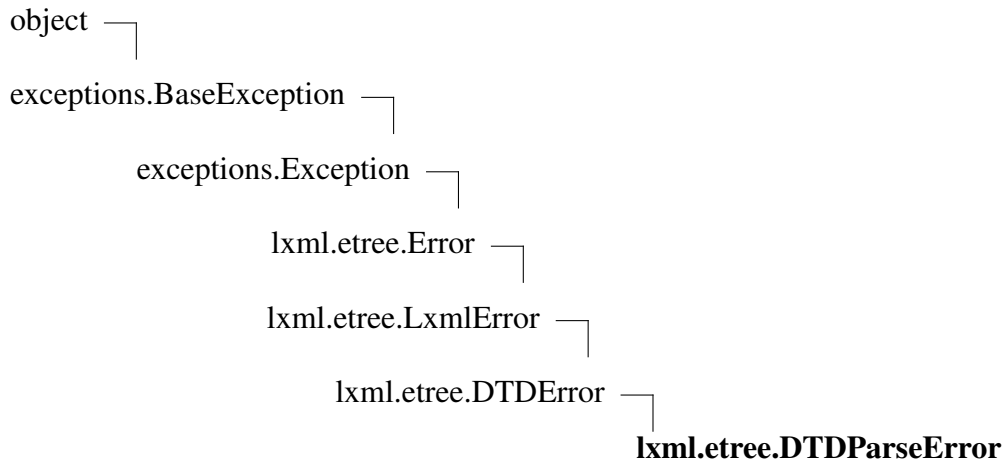 object
exceptions.BaseException
exceptions.Exception
lxml.etree.Error
lxml.etree.LxmlError
lxml.etree.DTDError
lxml.etree.DTDParseError